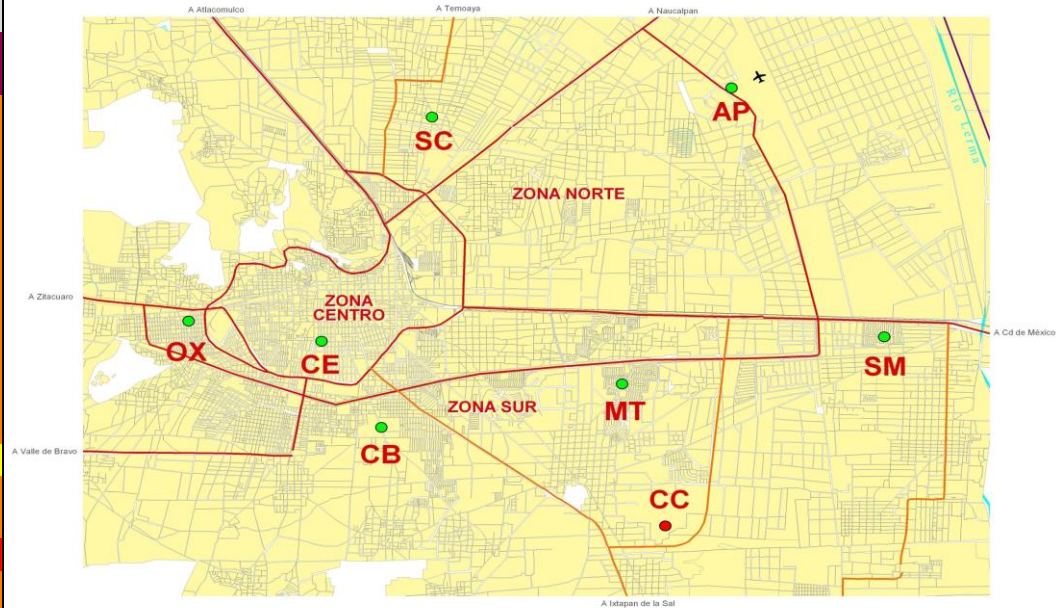 A Atlacomulco
A Temoaya
A Naucalpan
AP
SC
Río Lerma
ZONA NORTE
A Zitacuaro
ZONA
CENTRO
A Cd de México
OX
CE
SM
MT
ZONA SUR
CB
A Valle de Bravo
CC
A Ixtapan de la Sal